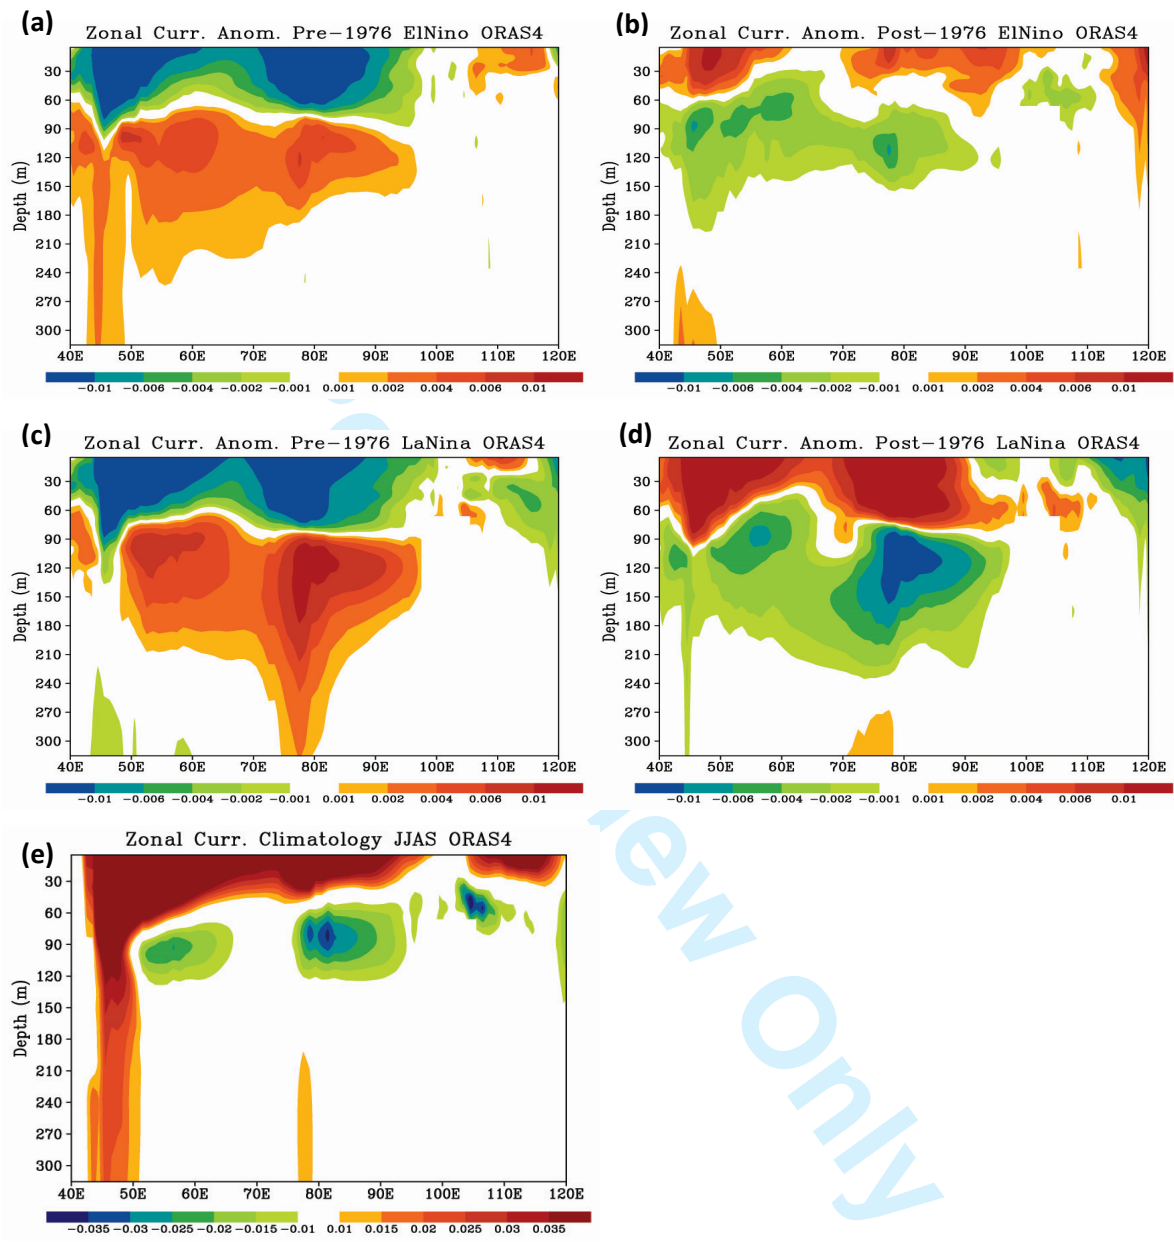 (a)
Zonal Curr. Anom. Pre−1976 ElNino ORAS4
Depth (m)
30
60
90
120
150
180
210
240
270
300
40E 50E 60E 70E 80E 90E 100E 110E 120E
−0.01 −0.006 −0.004 −0.002 −0.001 0.001 0.002 0.004 0.006 0.01
(b)
Zonal Curr. Anom. Post−1976 ElNino ORAS4
Depth (m)
30
60
90
120
150
180
210
240
270
300
40E 50E 60E 70E 80E 90E 100E 110E 120E
−0.01 −0.006 −0.004 −0.002 −0.001 0.001 0.002 0.004 0.006 0.01
(c)
Zonal Curr. Anom. Pre−1976 LaNina ORAS4
Depth (m)
30
60
90
120
150
180
210
240
270
300
40E 50E 60E 70E 80E 90E 100E 110E 120E
−0.01 −0.006 −0.004 −0.002 −0.001 0.001 0.002 0.004 0.006 0.01
(d)
Zonal Curr. Anom. Post−1976 LaNina ORAS4
Depth (m)
30
60
90
120
150
180
210
240
270
300
40E 50E 60E 70E 80E 90E 100E 110E 120E
−0.01 −0.006 −0.004 −0.002 −0.001 0.001 0.002 0.004 0.006 0.01
(e)
Zonal Curr. Climatology JJAS ORAS4
Depth (m)
30
60
90
120
150
180
210
240
270
300
40E 50E 60E 70E 80E 90E 100E 110E 120E
−0.035 −0.03 −0.025 −0.02 −0.015 −0.01 0.01 0.015 0.02 0.025 0.03 0.035
Only